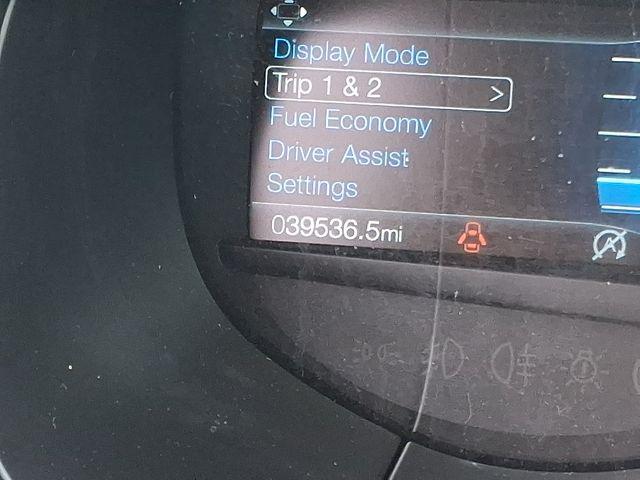 Display Mode
Trip 1 & 2 >
Fuel Economy
Driver Assist
Settings
039536.5mi